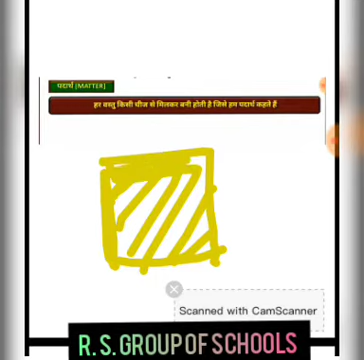 पदार्थ [MATTER]
हर वस्तु किसी चीज से मिलकर बनी होती है जिसे हम पदार्थ कहते हैं
Scanned with CamScanner
R. S. GROUP OF SCHOOLS